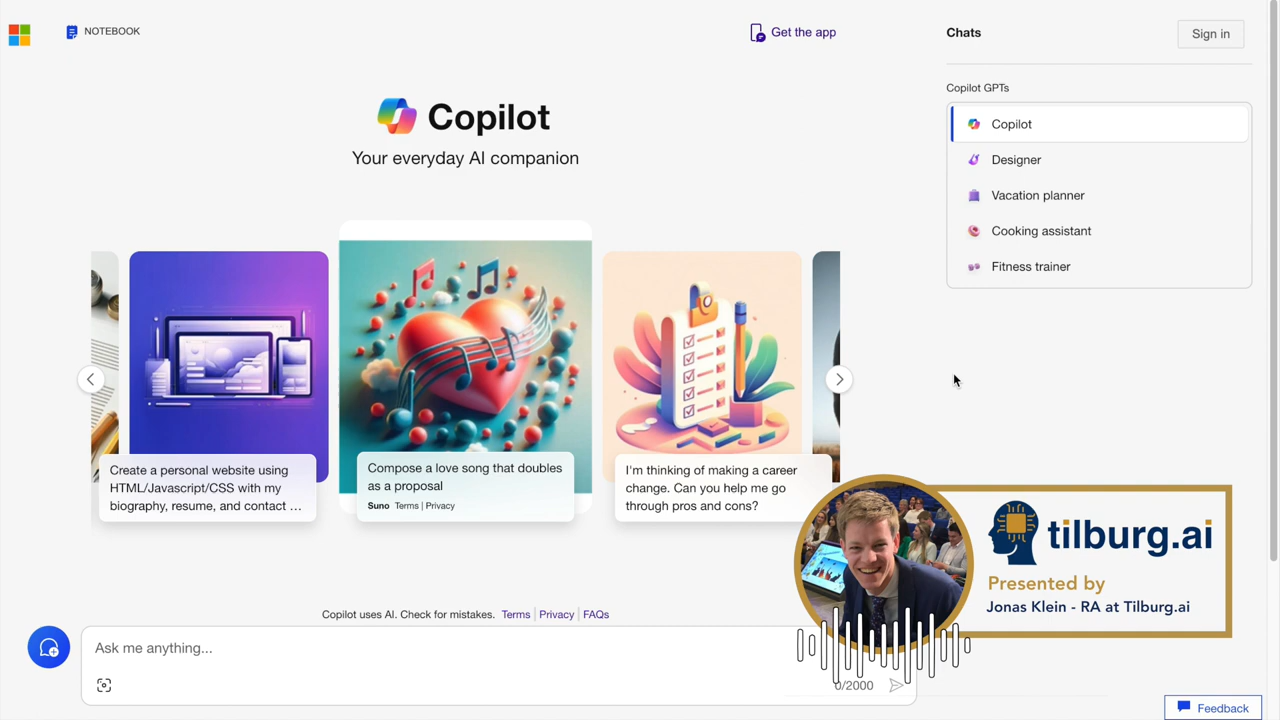 NOTEBOOK
Get the app
Chats
Sign in
Copilot
Your everyday AI companion
Copilot GPTs
Copilot
Designer
Vacation planner
Cooking assistant
Fitness trainer
Create a personal website using
HTML/Javascript/CSS with my
biography, resume, and contact ...
Compose a love song that doubles
as a proposal
Suno Terms | Privacy
I'm thinking of making a career
change. Can you help me go
through pros and cons?
tilburg.ai
Presented by
Jonas Klein - RA at Tilburg.ai
Copilot uses AI. Check for mistakes. Terms | Privacy | FAQs
Ask me anything...
0/2000
Feedback